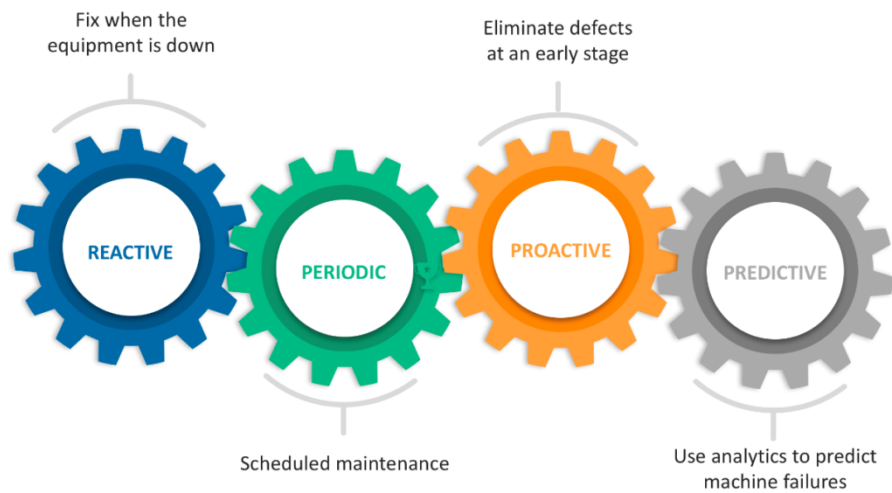 Fix when the
equipment is down
Eliminate defects
at an early stage
REACTIVE
PERIODIC
PROACTIVE
PREDICTIVE
Scheduled maintenance
Use analytics to predict
machine failures